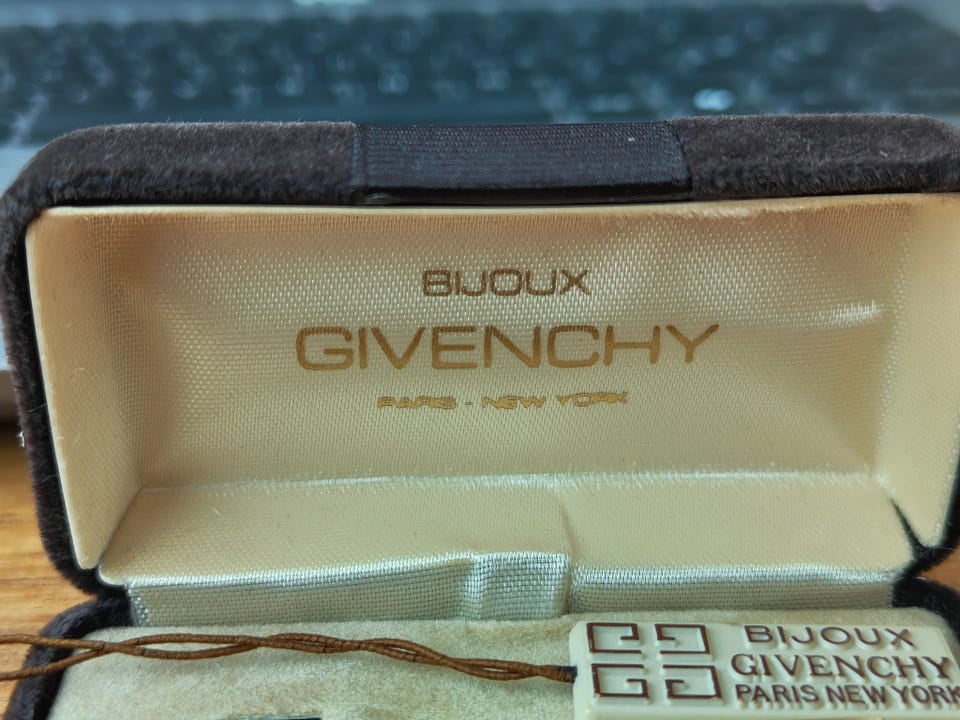 BIJOUX
GIVENCHY
PARIS - NEW YORK
BIJOUX
GIVENCHY
PARIS NEW YORK